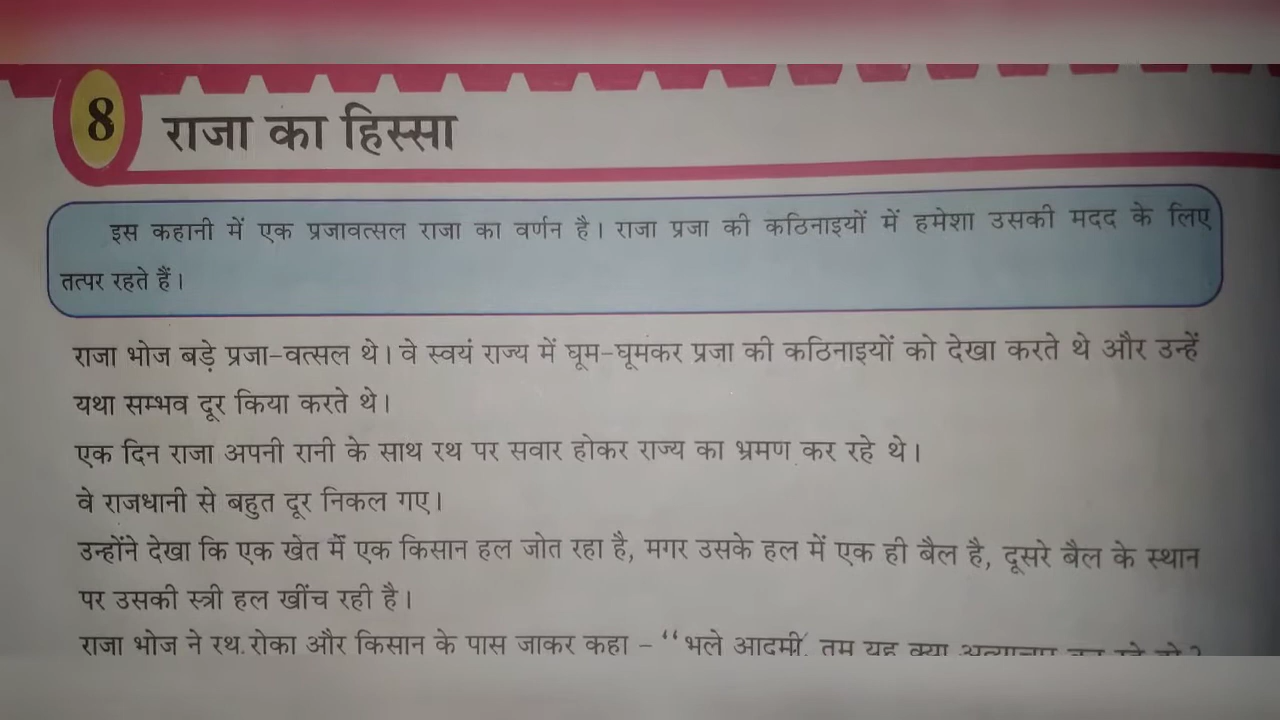 8
राजा का हिस्सा
इस कहानी में एक प्रजावत्सल राजा का वर्णन है। राजा प्रजा की कठिनाइयों में हमेशा उसकी मदद के लिए
तत्पर रहते हैं।
राजा भोज बड़े प्रजा-वत्सल थे। वे स्वयं राज्य में घूम-घूमकर प्रजा की कठिनाइयों को देखा करते थे और उन्हें
यथा सम्भव दूर किया करते थे।
एक दिन राजा अपनी रानी के साथ रथ पर सवार होकर राज्य का भ्रमण कर रहे थे।
वे राजधानी से बहुत दूर निकल गए।
उन्होंने देखा कि एक खेत में एक किसान हल जोत रहा है, मगर उसके हल में एक ही बैल है, दूसरे बैल के स्थान
पर उसकी स्त्री हल खींच रही है।
राजा भोज ने रथ रोका और किसान के पास जाकर कहा – “भले आदमी, तुम यह क्या